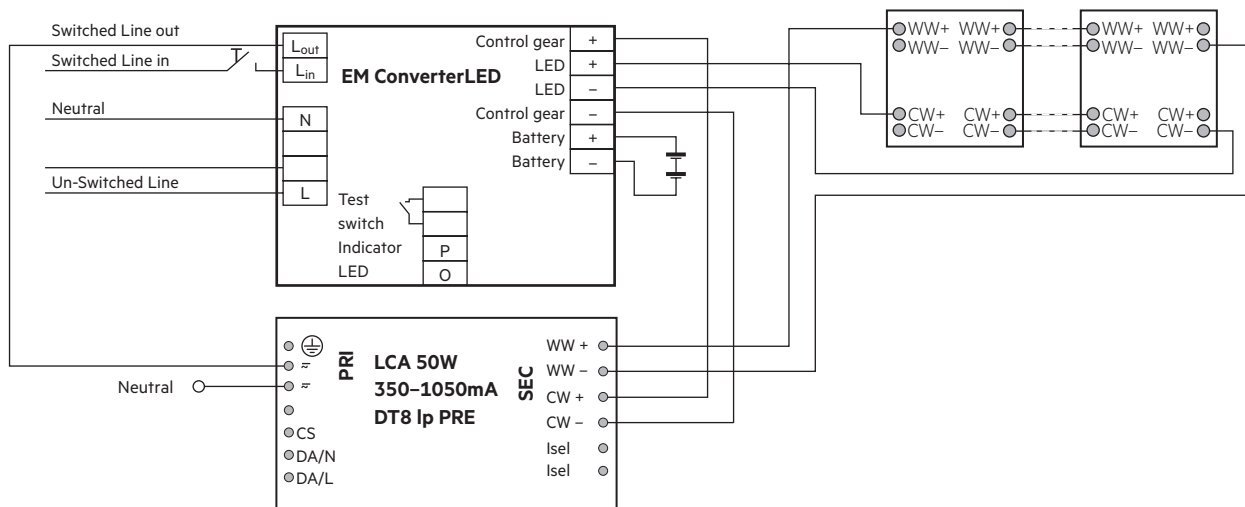 Switched Line out
Switched Line in
Neutral
Un-Switched Line
Lout
Lin
N
L
EM ConverterLED
Control gear +
LED +
LED –
Control gear –
Battery +
Battery –
Test
switch
Indicator P
LED O
WW+ WW+ WW+ WW+
WW– WW– WW– WW–
CW+ CW+ CW+ CW+
CW– CW– CW– CW–
Neutral
PRI
LCA 50W
350–1050mA
DT8 lp PRE
SEC
CS
DA/N
DA/L
WW +
WW –
CW +
CW –
Isel
Isel